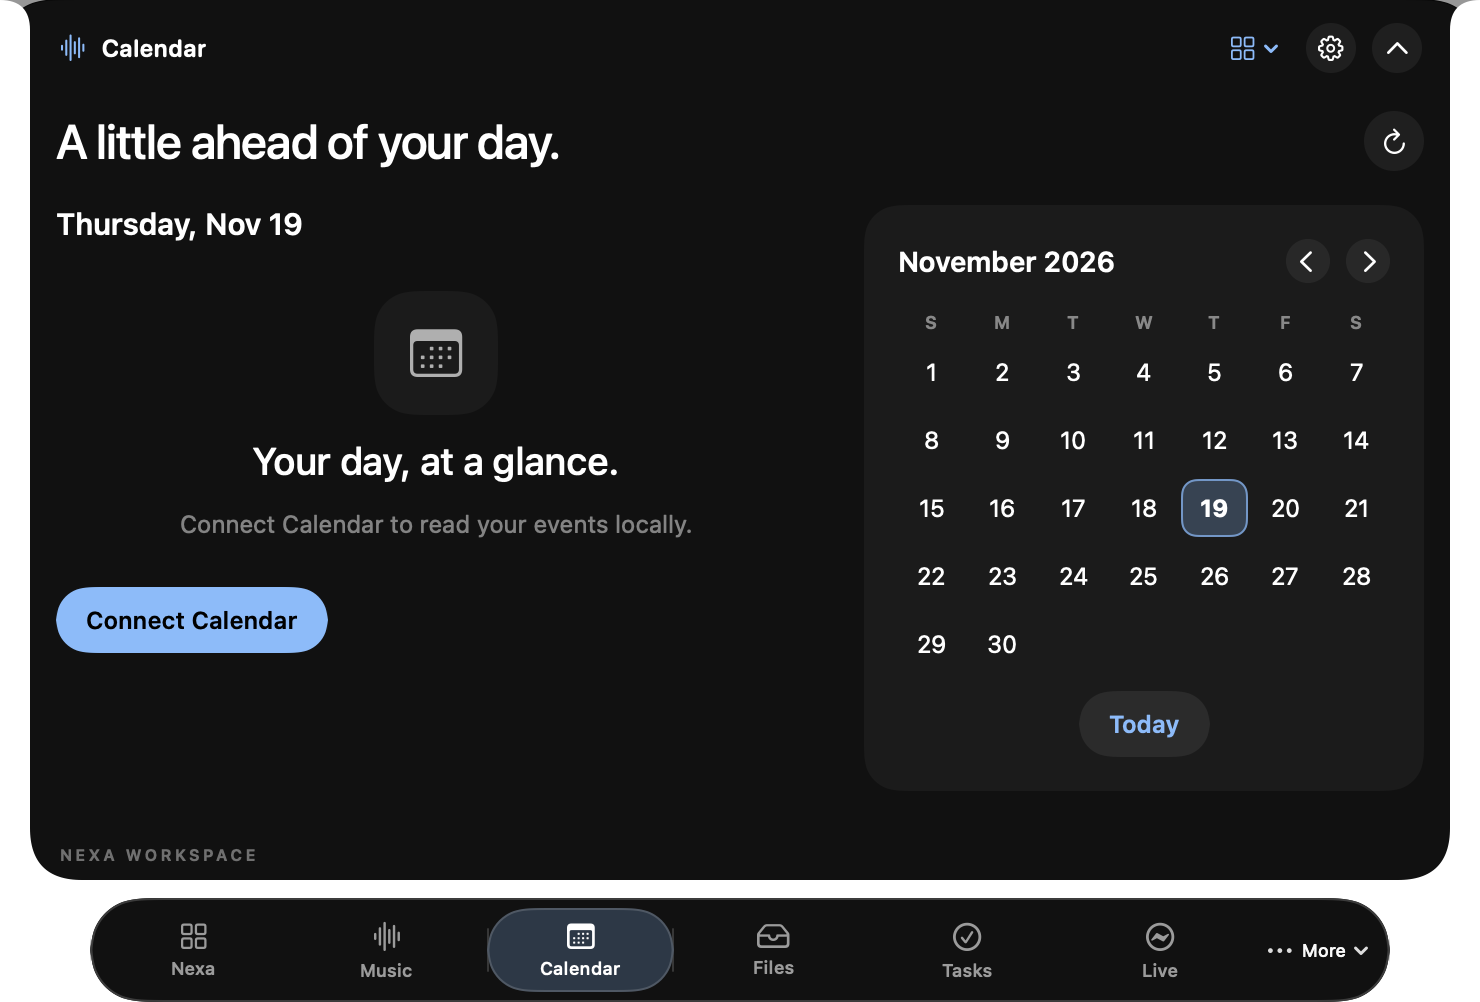 Calendar
A little ahead of your day.
Thursday, Nov 19
Your day, at a glance.
Connect Calendar to read your events locally.
Connect Calendar
November 2026
S M T W T F S
1 2 3 4 5 6 7
8 9 10 11 12 13 14
15 16 17 18 19 20 21
22 23 24 25 26 27 28
29 30
Today
NEXA WORKSPACE
Nexa Music Calendar Files Tasks Live ... More